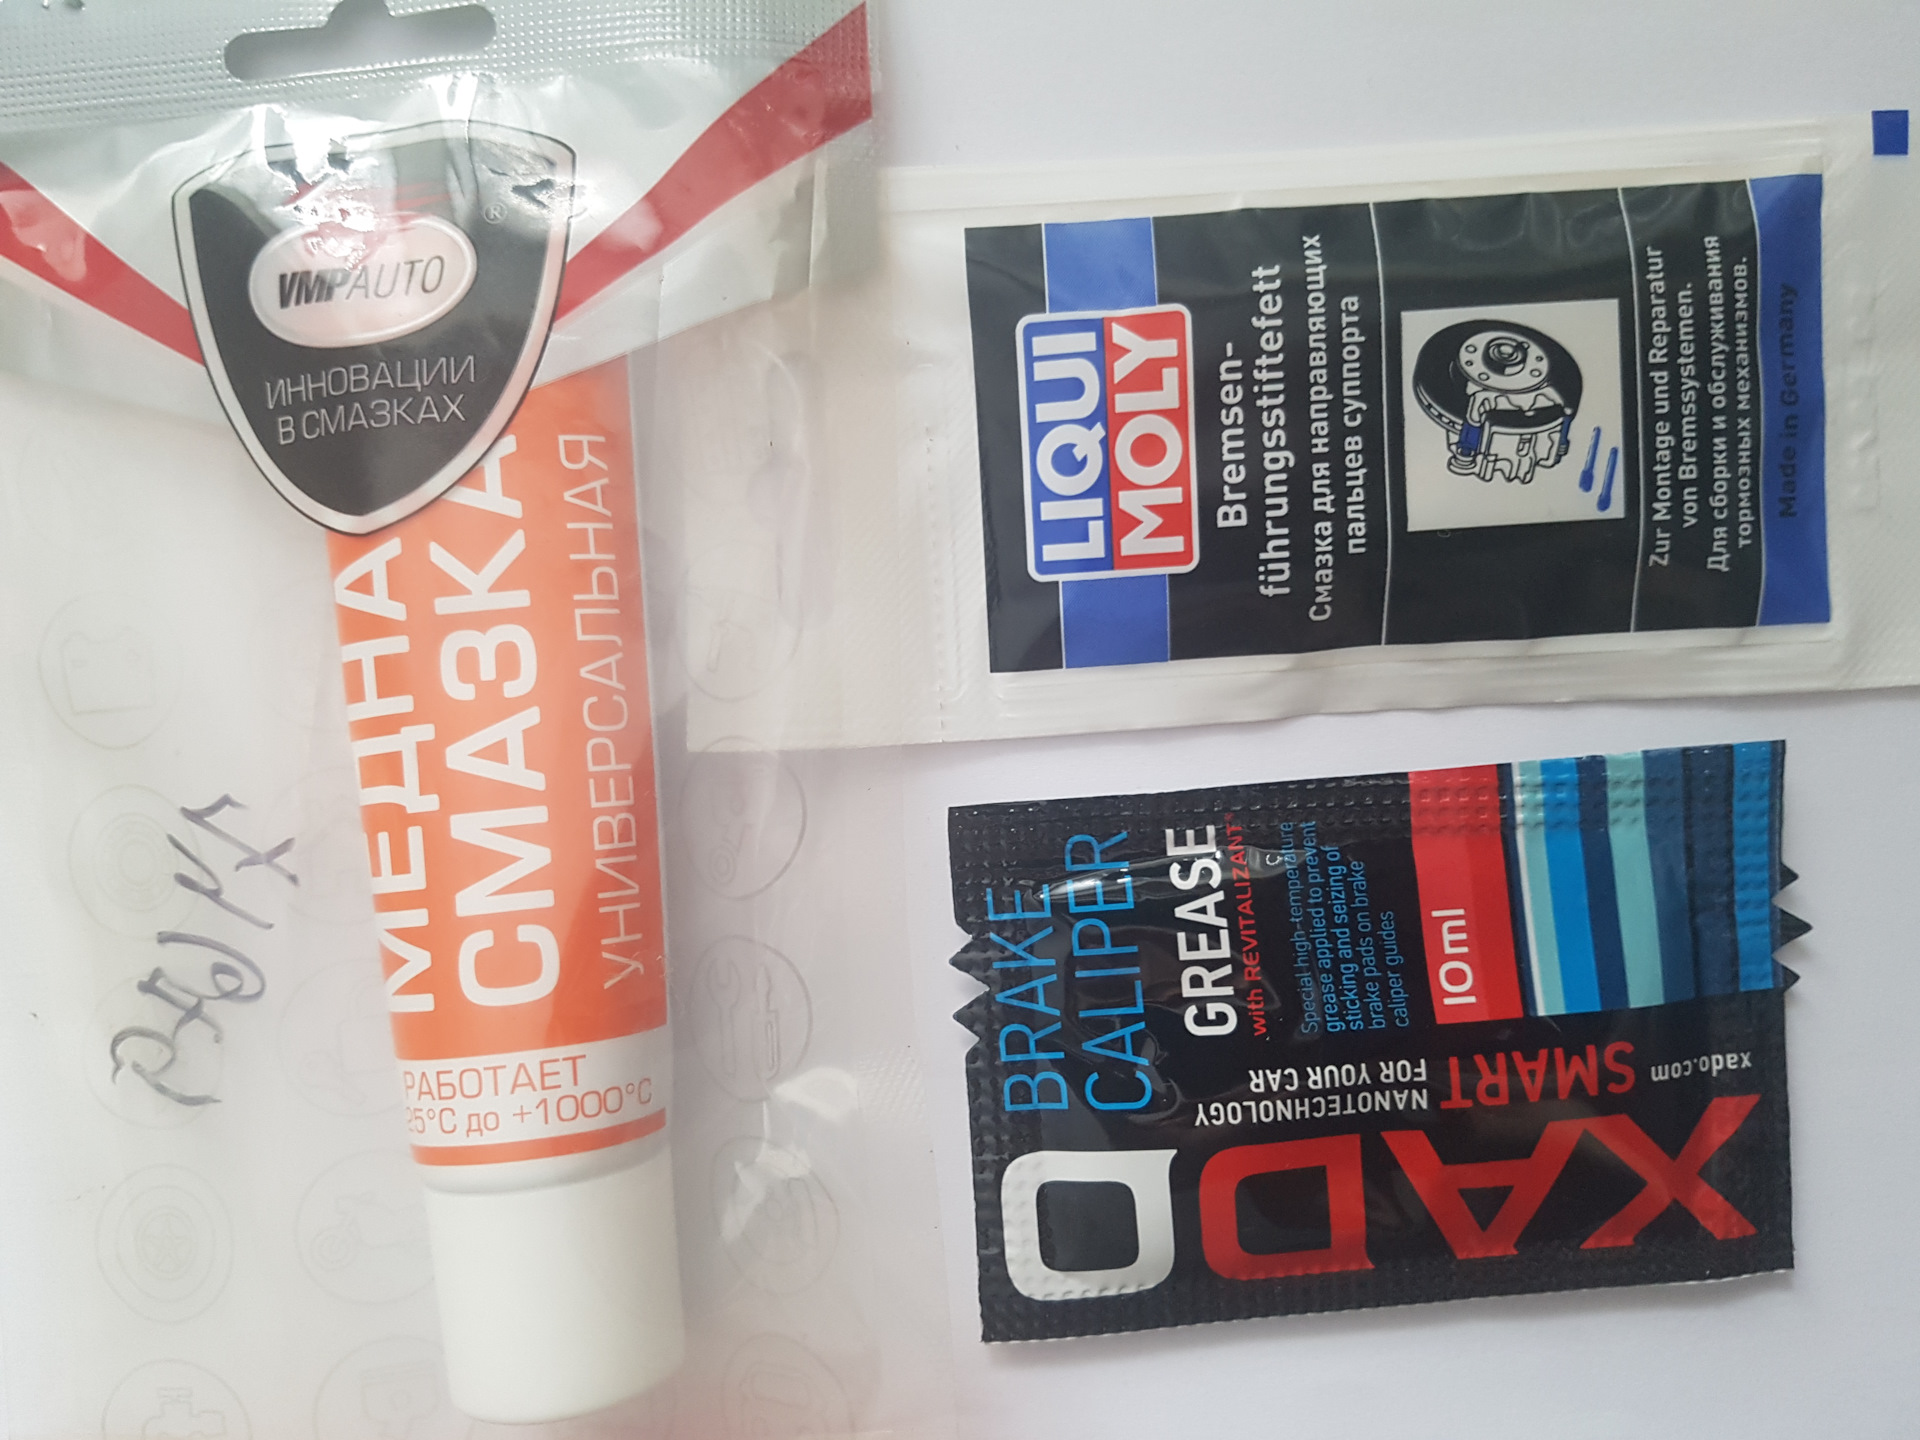 VMPAUTO
®
ИННОВАЦИИ
В СМАЗКАХ
МЕДНА
СМАЗКА
УНИВЕРСАЛЬНАЯ
РАБОТАЕТ
25°С до +1000°С
LIQUI
MOLY
Bremsen-
führungsstiftefett
Смазка для направляющих
пальцев суппорта
Zur Montage und Reparatur
von Bremssystemen.
Для сборки и обслуживания
тормозных механизмов.
Made in Germany
BRAKE
CALIPER
GREASE
with REVITALIZANT®
Special high-temperature
grease applied to prevent
sticking and seizing of
brake pads on brake
caliper guides
10 ml
XADO
NANOTECHNOLOGY
FOR YOUR CAR
SMART
xado.com